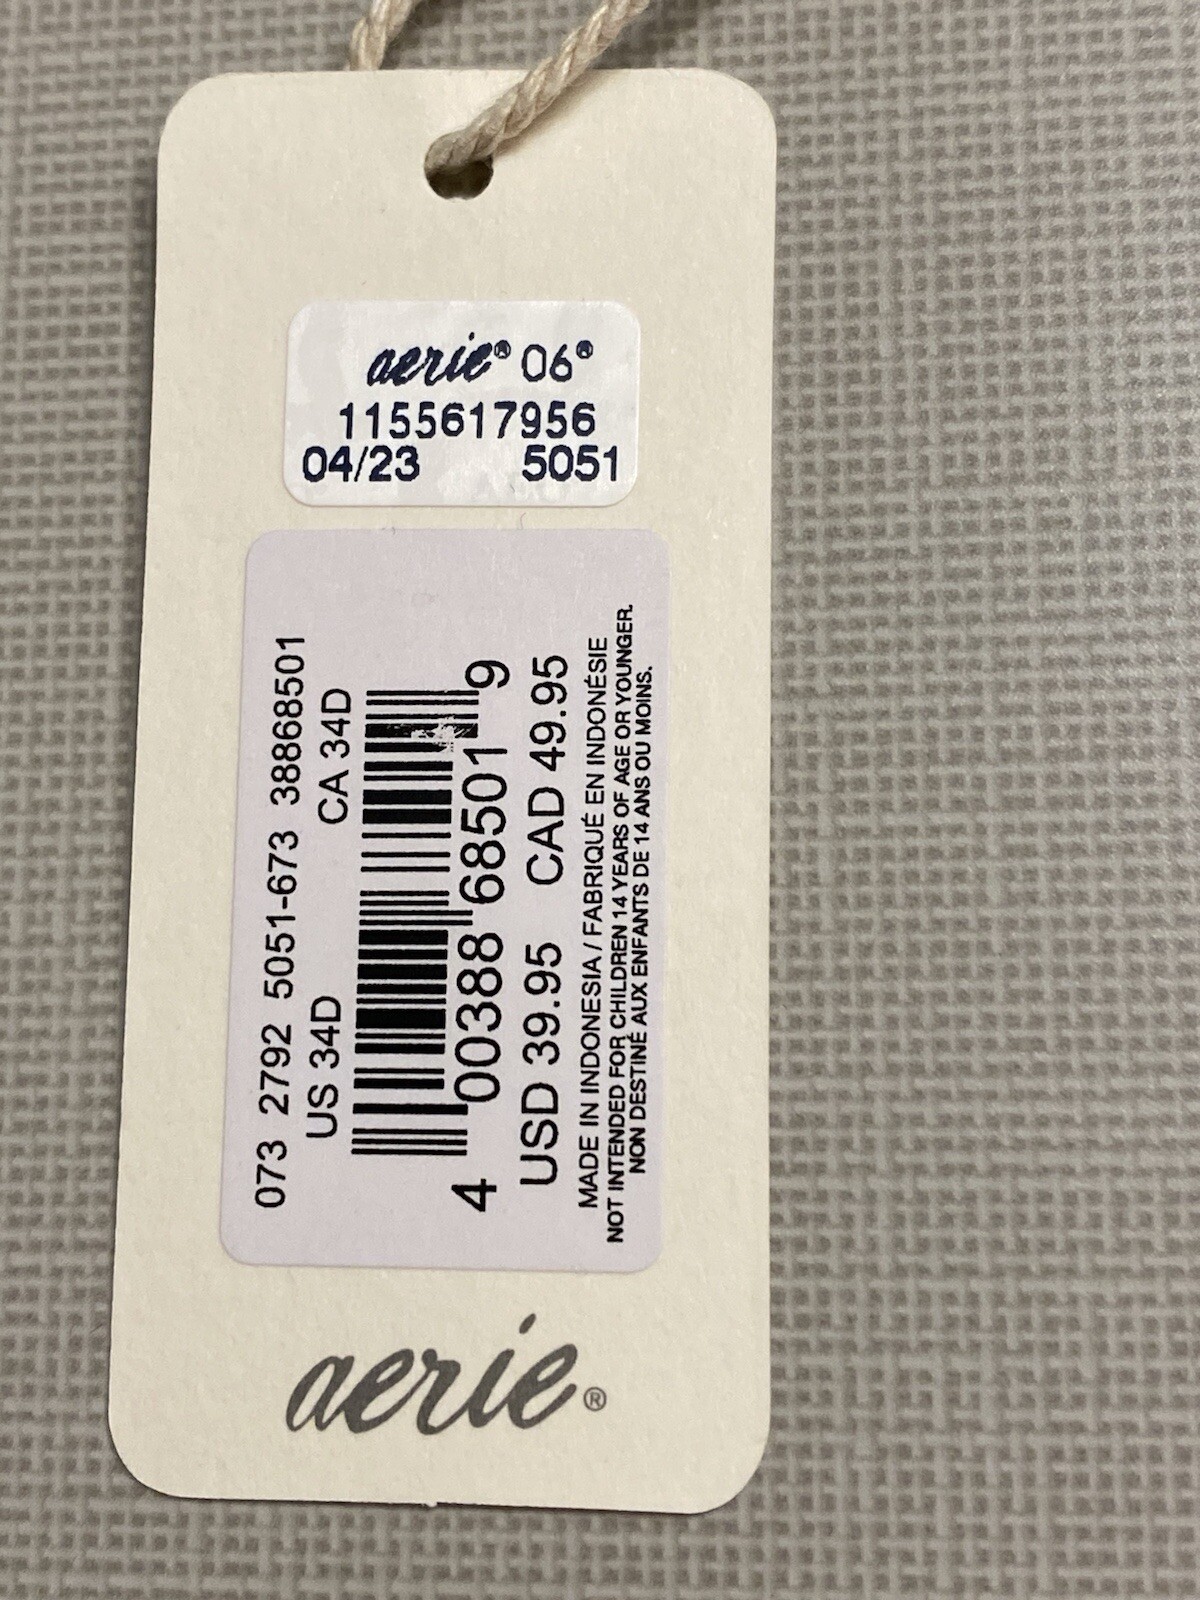 aerie® 06®
1155617956
04/23 5051
073 2792 5051-673 38868501
US 34D CA 34D
4 00388 68501 9
USD 39.95 CAD 49.95
MADE IN INDONESIA / FABRIQUÉ EN INDONÉSIE
NOT INTENDED FOR CHILDREN 14 YEARS OF AGE OR YOUNGER.
NON DESTINÉ AUX ENFANTS DE 14 ANS OU MOINS.
aerie®